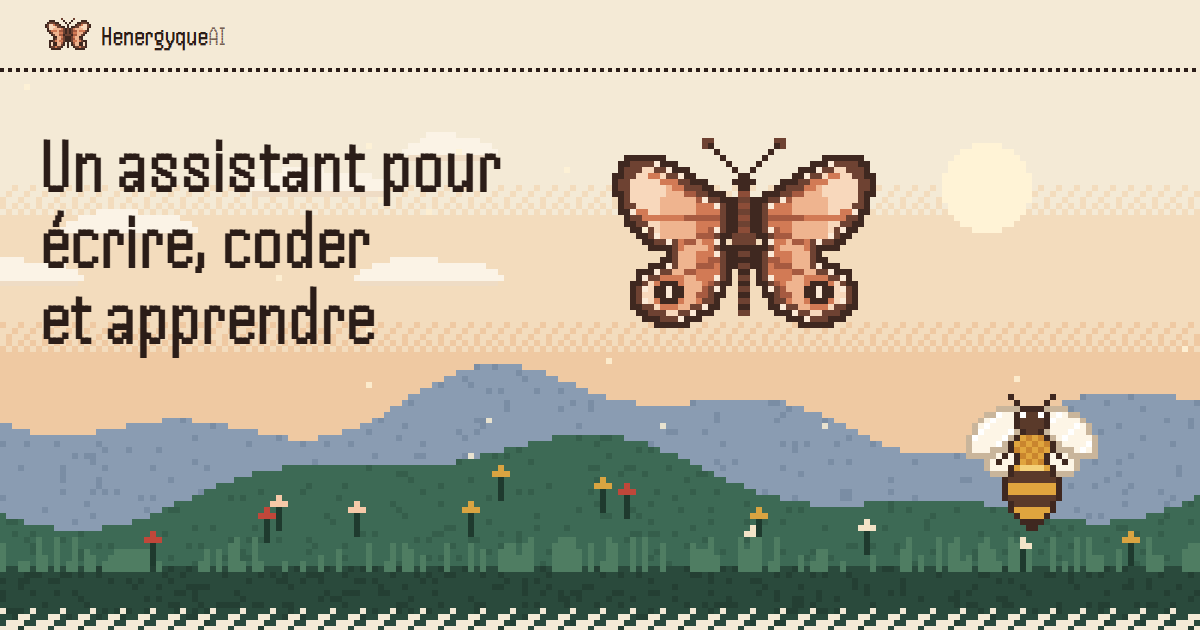 HenergyqueAI
Un assistant pour
écrire, coder
et apprendre